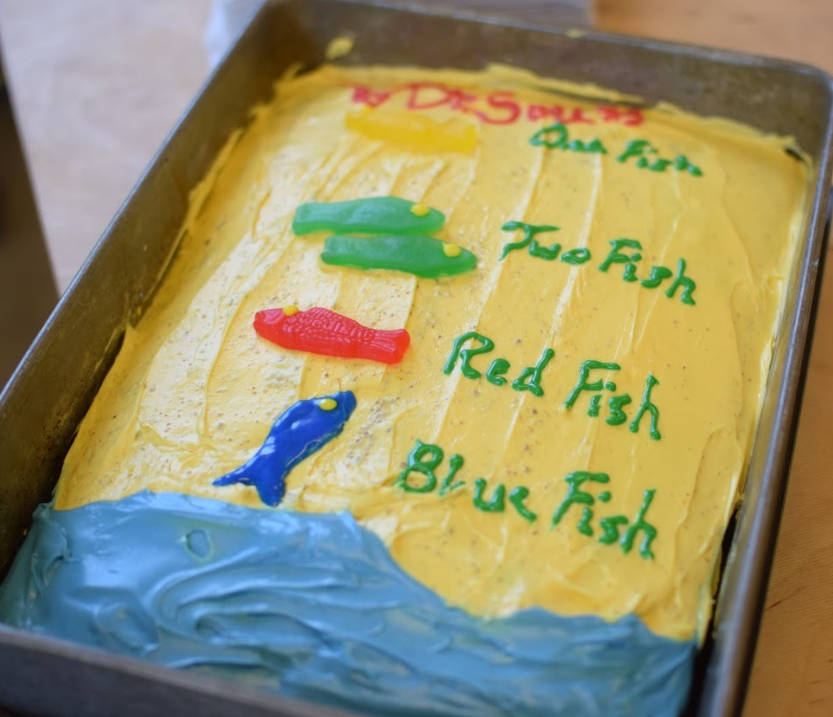 By Dr. Seuss
One Fish
Two Fish
Red Fish
Blue Fish